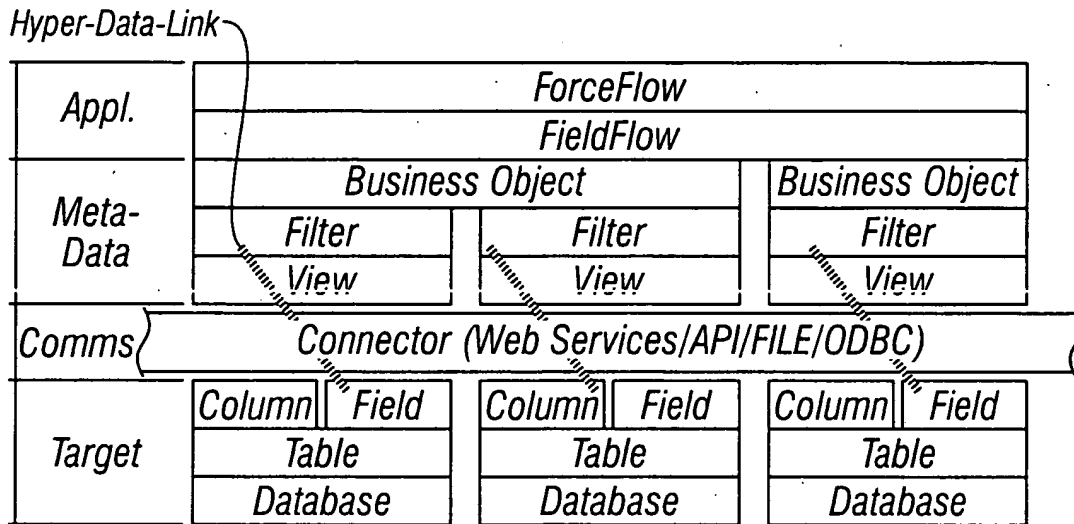 Hyper-Data-Link
Appl.
ForceFlow
FieldFlow
Meta-
Data
Business Object Business Object
Filter Filter Filter
View View View
Comms Connector (Web Services/API/FILE/ODBC)
Target
Column Field Column Field Column Field
Table Table Table
Database Database Database